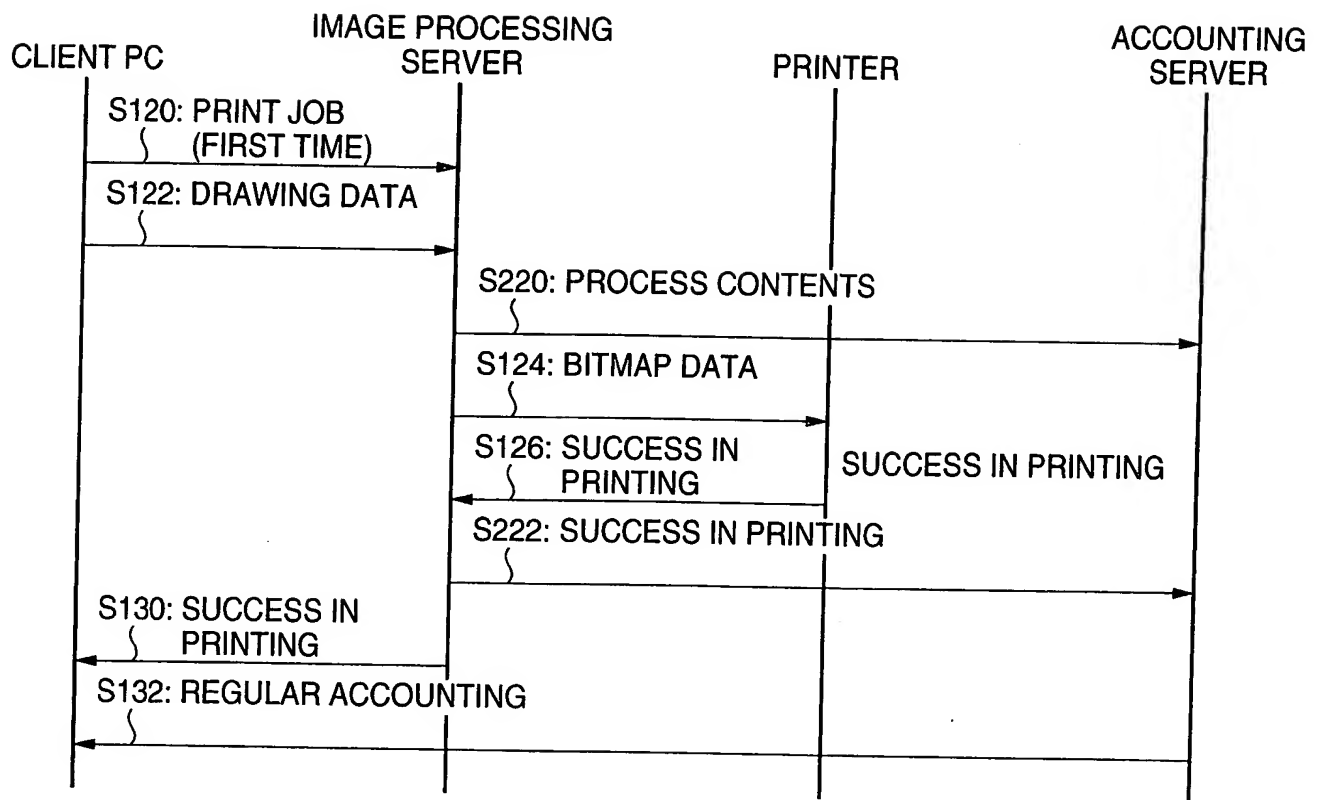 CLIENT PC
IMAGE PROCESSING
SERVER
PRINTER
ACCOUNTING
SERVER
S120: PRINT JOB
(FIRST TIME)
S122: DRAWING DATA
S220: PROCESS CONTENTS
S124: BITMAP DATA
S126: SUCCESS IN
PRINTING
SUCCESS IN PRINTING
S222: SUCCESS IN PRINTING
S130: SUCCESS IN
PRINTING
S132: REGULAR ACCOUNTING